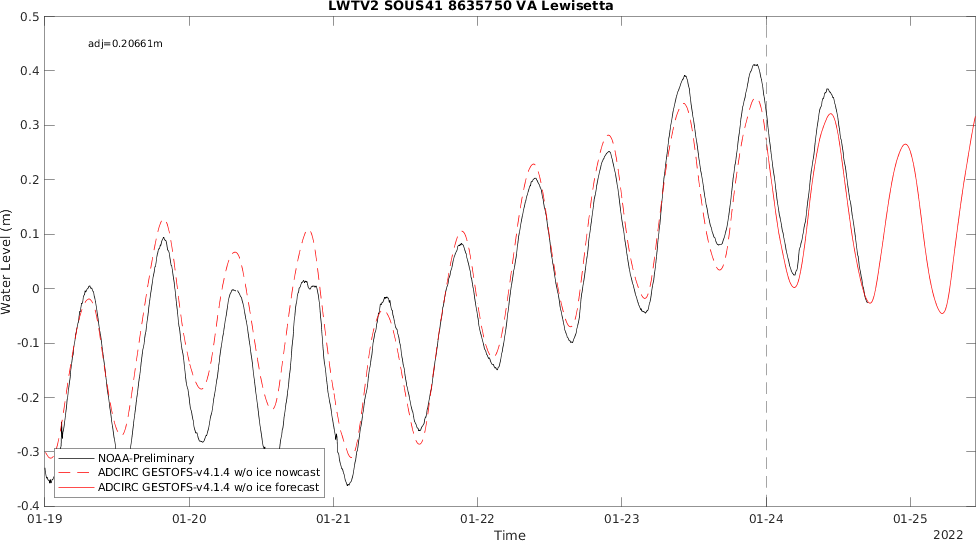 LWTV2 SOUS41 8635750 VA Lewisetta
adj=0.20661m
0.5
0.4
0.3
0.2
0.1
0
-0.1
-0.2
-0.3
-0.4
Water Level (m)
NOAA-Preliminary
ADCIRC GESTOFS-v4.1.4 w/o ice nowcast
ADCIRC GESTOFS-v4.1.4 w/o ice forecast
01-19 01-20 01-21 01-22 01-23 01-24 01-25
Time
2022